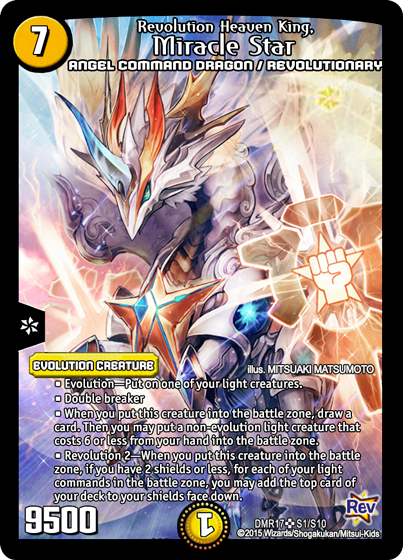 7
Revolution Heaven King,
Miracle Star
ANGEL COMMAND DRAGON / REVOLUTIONARY
EVOLUTION CREATURE
illus. MITSUAKI MATSUMOTO
▪ Evolution—Put on one of your light creatures.
▪ Double breaker
▪ When you put this creature into the battle zone, draw a
card. Then you may put a non-evolution light creature that
costs 6 or less from your hand into the battle zone.
▪ Revolution 2—When you put this creature into the battle
zone, if you have 2 shields or less, for each of your light
commands in the battle zone, you may add the top card of
your deck to your shields face down.
Rev
9500
1
DMR17 S1/S10
©2015 Wizards/Shogakukan/Mitsui-Kids